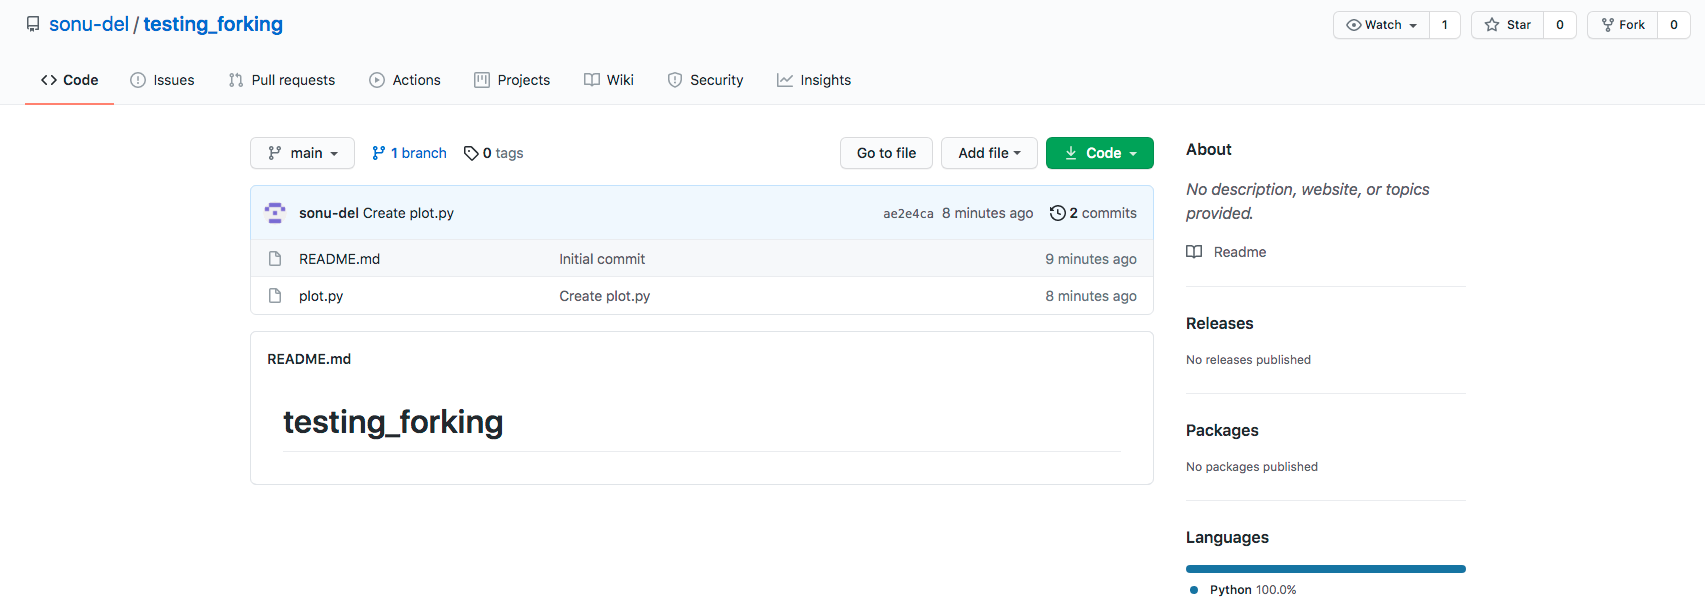 sonu-del / testing_forking
Watch 1 Star 0 Fork 0
Code Issues Pull requests Actions Projects Wiki Security Insights
main 1 branch 0 tags Go to file Add file Code
sonu-del Create plot.py ae2e4ca 8 minutes ago 2 commits
README.md Initial commit 9 minutes ago
plot.py Create plot.py 8 minutes ago
README.md
testing_forking
About
No description, website, or topics
provided.
Readme
Releases
No releases published
Packages
No packages published
Languages
Python 100.0%